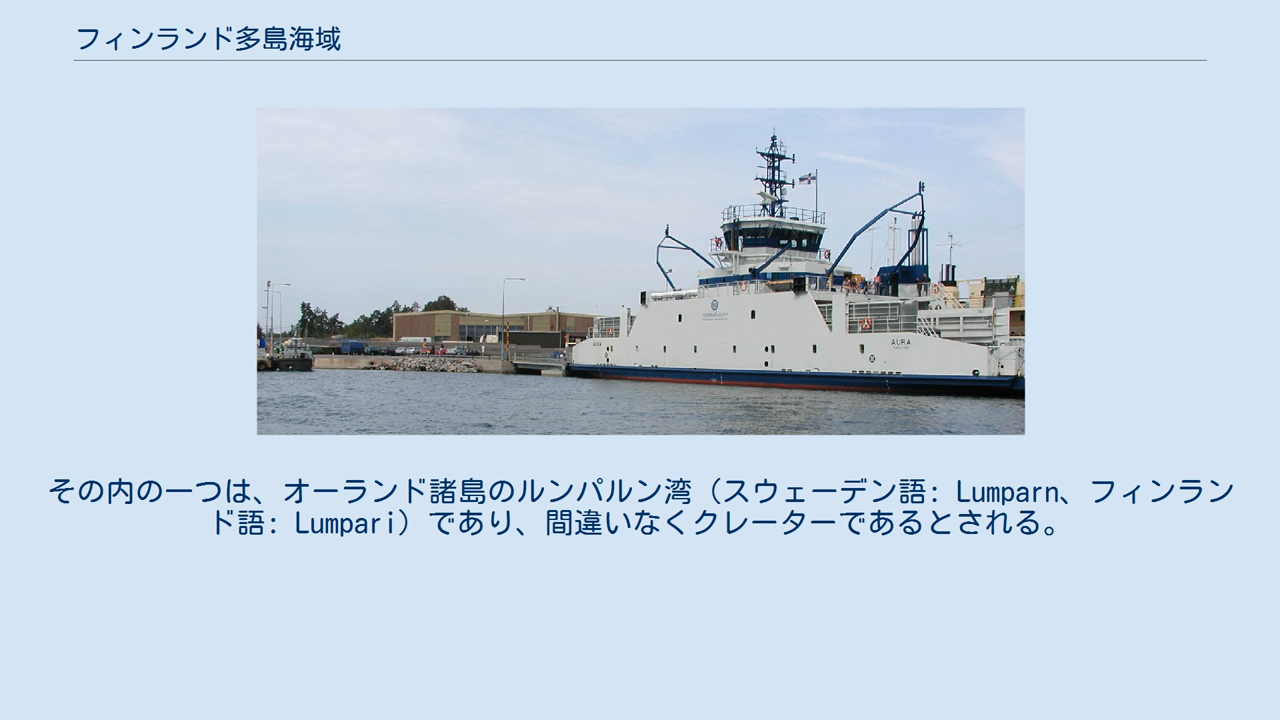 フィンランド多島海域
AURA
AURA
その内の一つは、オーランド諸島のルンパルン湾（スウェーデン語: Lumparn、フィンラン
ド語: Lumpari）であり、間違いなくクレーターであるとされる。